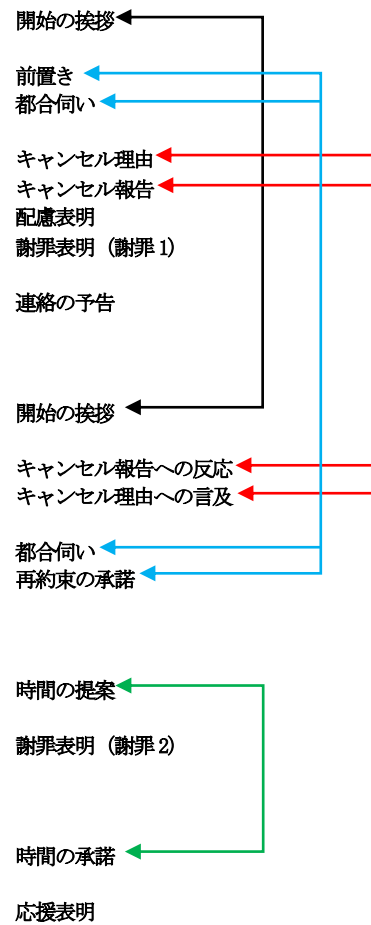 開始の挨拶
前置き
都合伺い
キャンセル理由
キャンセル報告
配慮表明
謝罪表明（謝罪1）
連絡の予告
開始の挨拶
キャンセル報告への反応
キャンセル理由への言及
都合伺い
再約束の承諾
時間の提案
謝罪表明（謝罪2）
時間の承諾
応援表明